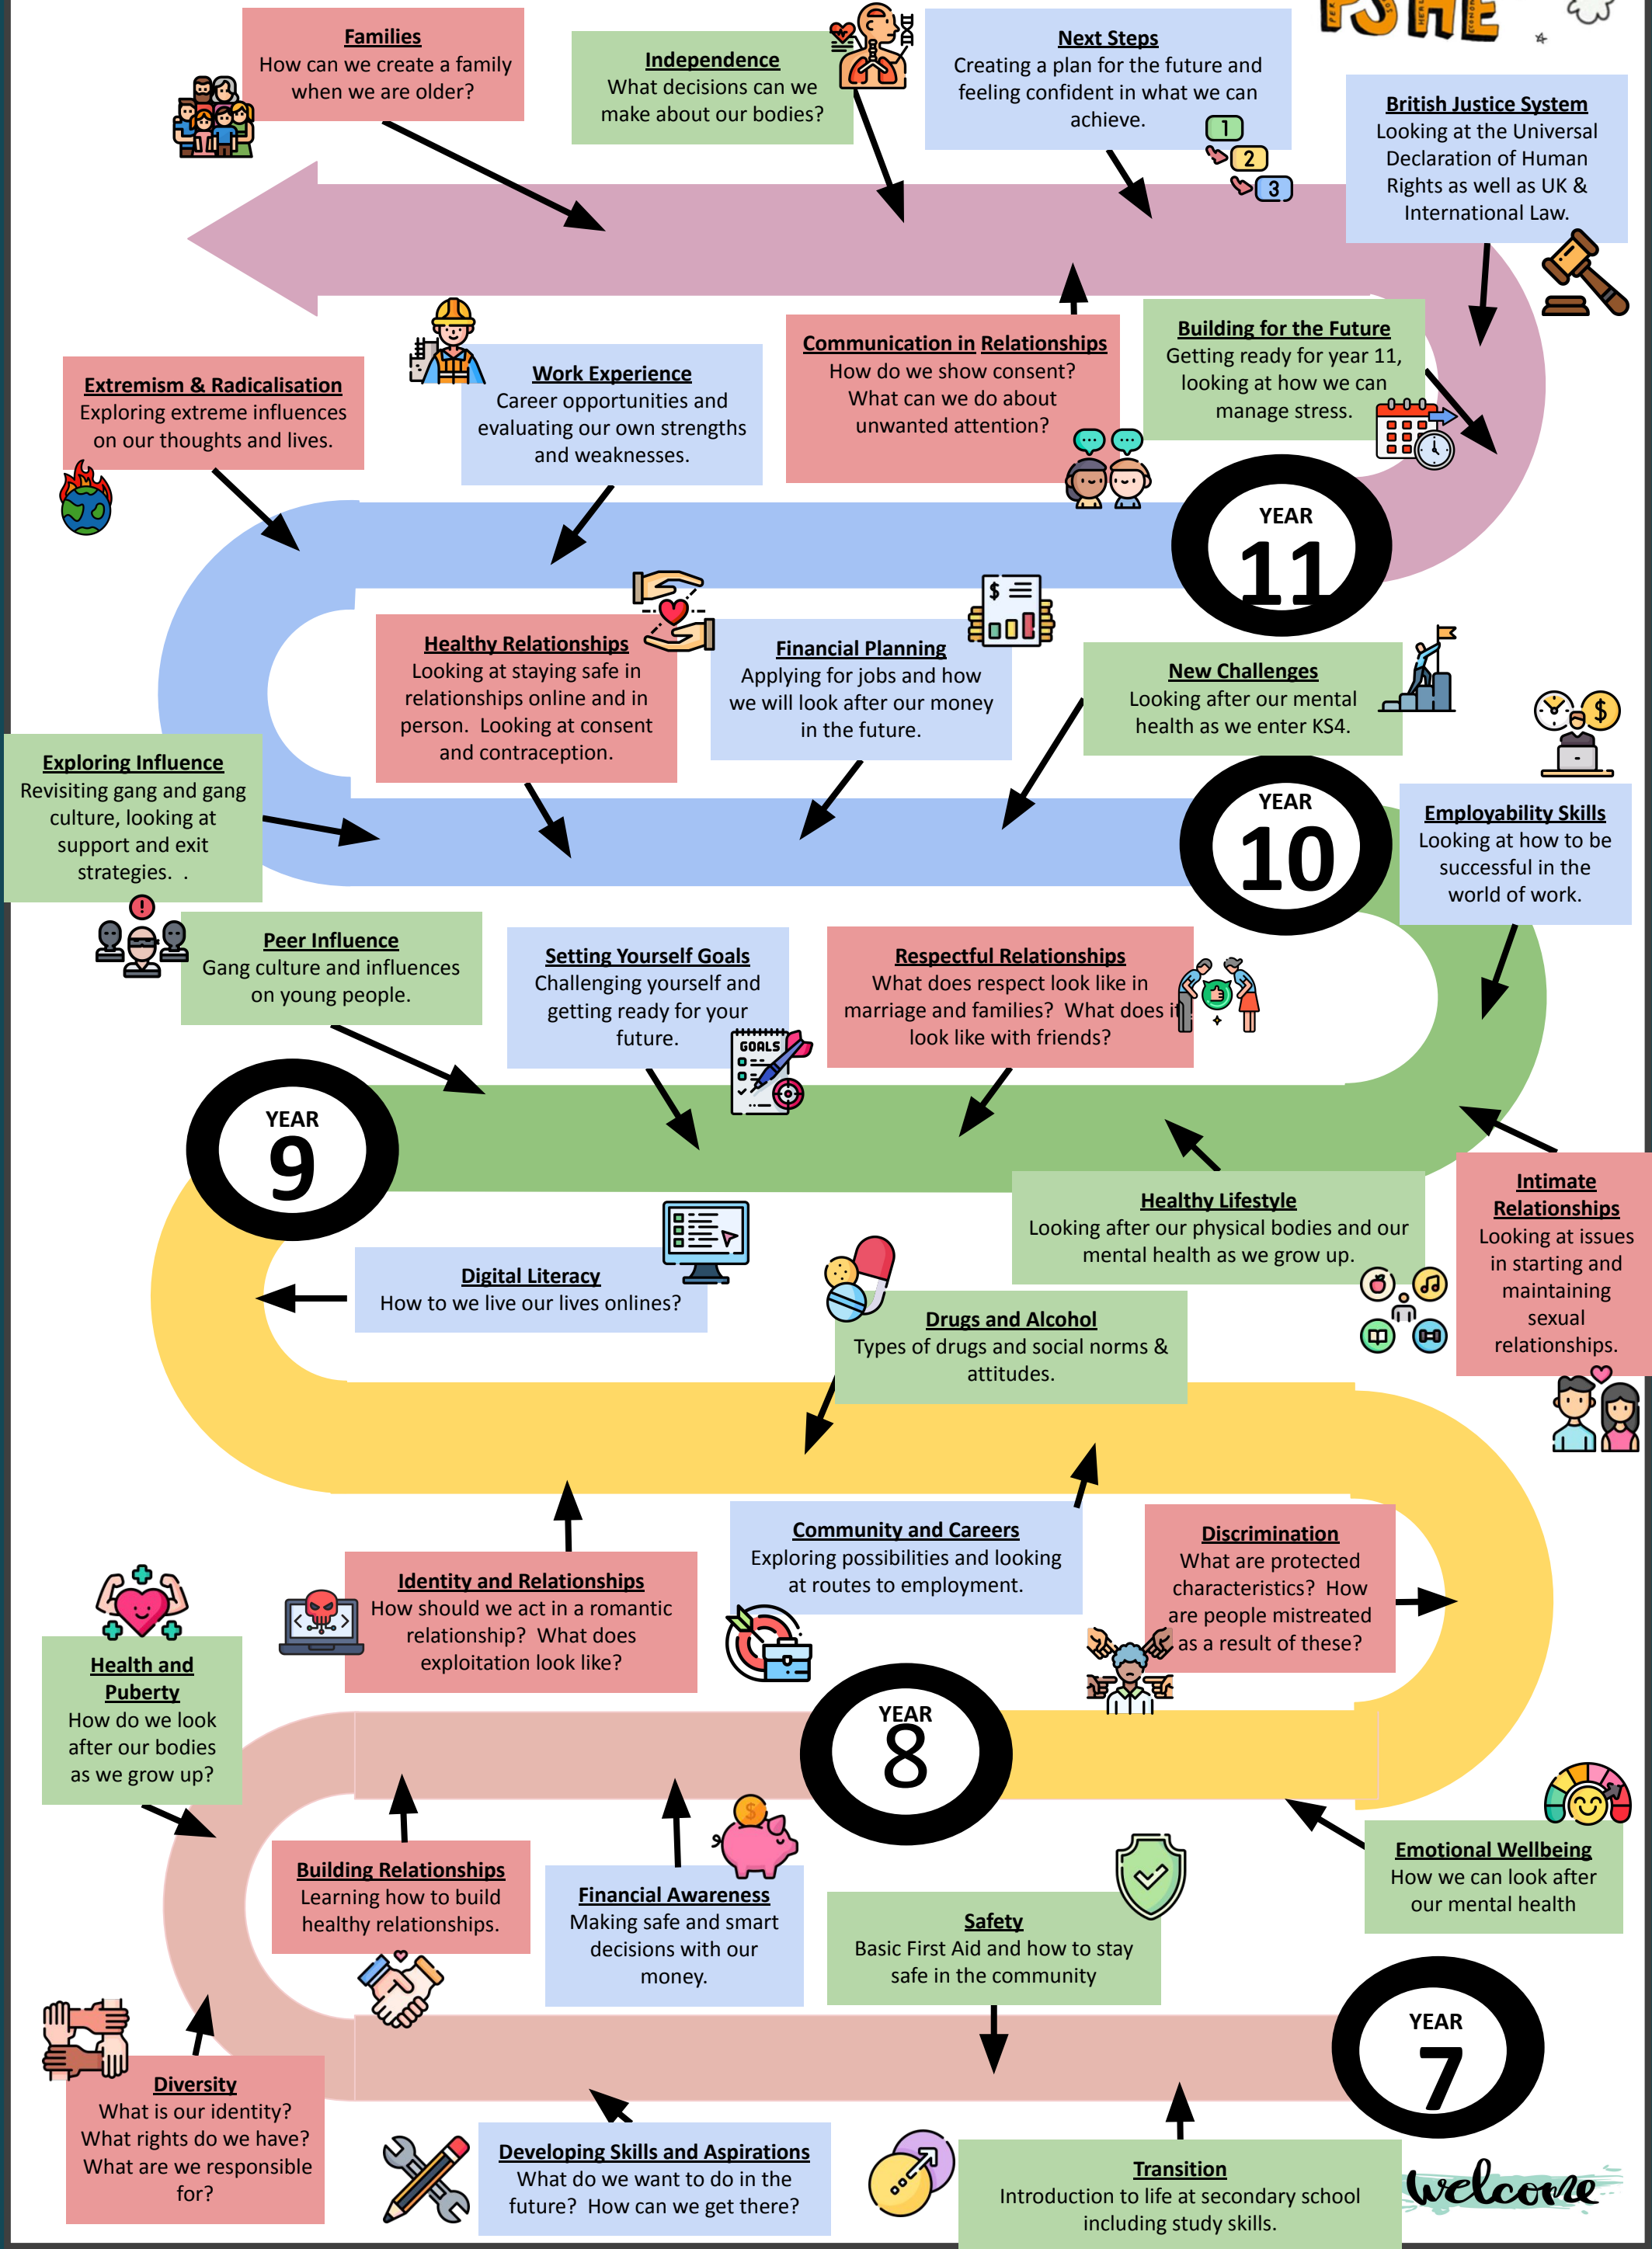 PSHE
Families
How can we create a family
when we are older?
Independence
What decisions can we
make about our bodies?
Next Steps
Creating a plan for the future and
feeling confident in what we can
achieve.
1
2
3
British Justice System
Looking at the Universal
Declaration of Human
Rights as well as UK &
International Law.
Extremism & Radicalisation
Exploring extreme influences
on our thoughts and lives.
Work Experience
Career opportunities and
evaluating our own strengths
and weaknesses.
Communication in Relationships
How do we show consent?
What can we do about
unwanted attention?
Building for the Future
Getting ready for year 11,
looking at how we can
manage stress.
YEAR
11
Healthy Relationships
Looking at staying safe in
relationships online and in
person. Looking at consent
and contraception.
$
Financial Planning
Applying for jobs and how
we will look after our money
in the future.
New Challenges
Looking after our mental
health as we enter KS4.
$
Exploring Influence
Revisiting gang and gang
culture, looking at
support and exit
strategies. .
YEAR
10
Employability Skills
Looking at how to be
successful in the
world of work.
!
Peer Influence
Gang culture and influences
on young people.
Setting Yourself Goals
Challenging yourself and
getting ready for your
future.
GOALS
Respectful Relationships
What does respect look like in
marriage and families? What does it
look like with friends?
YEAR
9
Healthy Lifestyle
Looking after our physical bodies and our
mental health as we grow up.
Intimate
Relationships
Looking at issues
in starting and
maintaining
sexual
relationships.
Digital Literacy
How to we live our lives onlines?
Drugs and Alcohol
Types of drugs and social norms &
attitudes.
Identity and Relationships
How should we act in a romantic
relationship? What does
exploitation look like?
Community and Careers
Exploring possibilities and looking
at routes to employment.
Discrimination
What are protected
characteristics? How
are people mistreated
as a result of these?
Health and
Puberty
How do we look
after our bodies
as we grow up?
YEAR
8
Building Relationships
Learning how to build
healthy relationships.
$
Financial Awareness
Making safe and smart
decisions with our
money.
Safety
Basic First Aid and how to stay
safe in the community
Emotional Wellbeing
How we can look after
our mental health
YEAR
7
Diversity
What is our identity?
What rights do we have?
What are we responsible
for?
Developing Skills and Aspirations
What do we want to do in the
future? How can we get there?
Transition
Introduction to life at secondary school
including study skills.
welcome